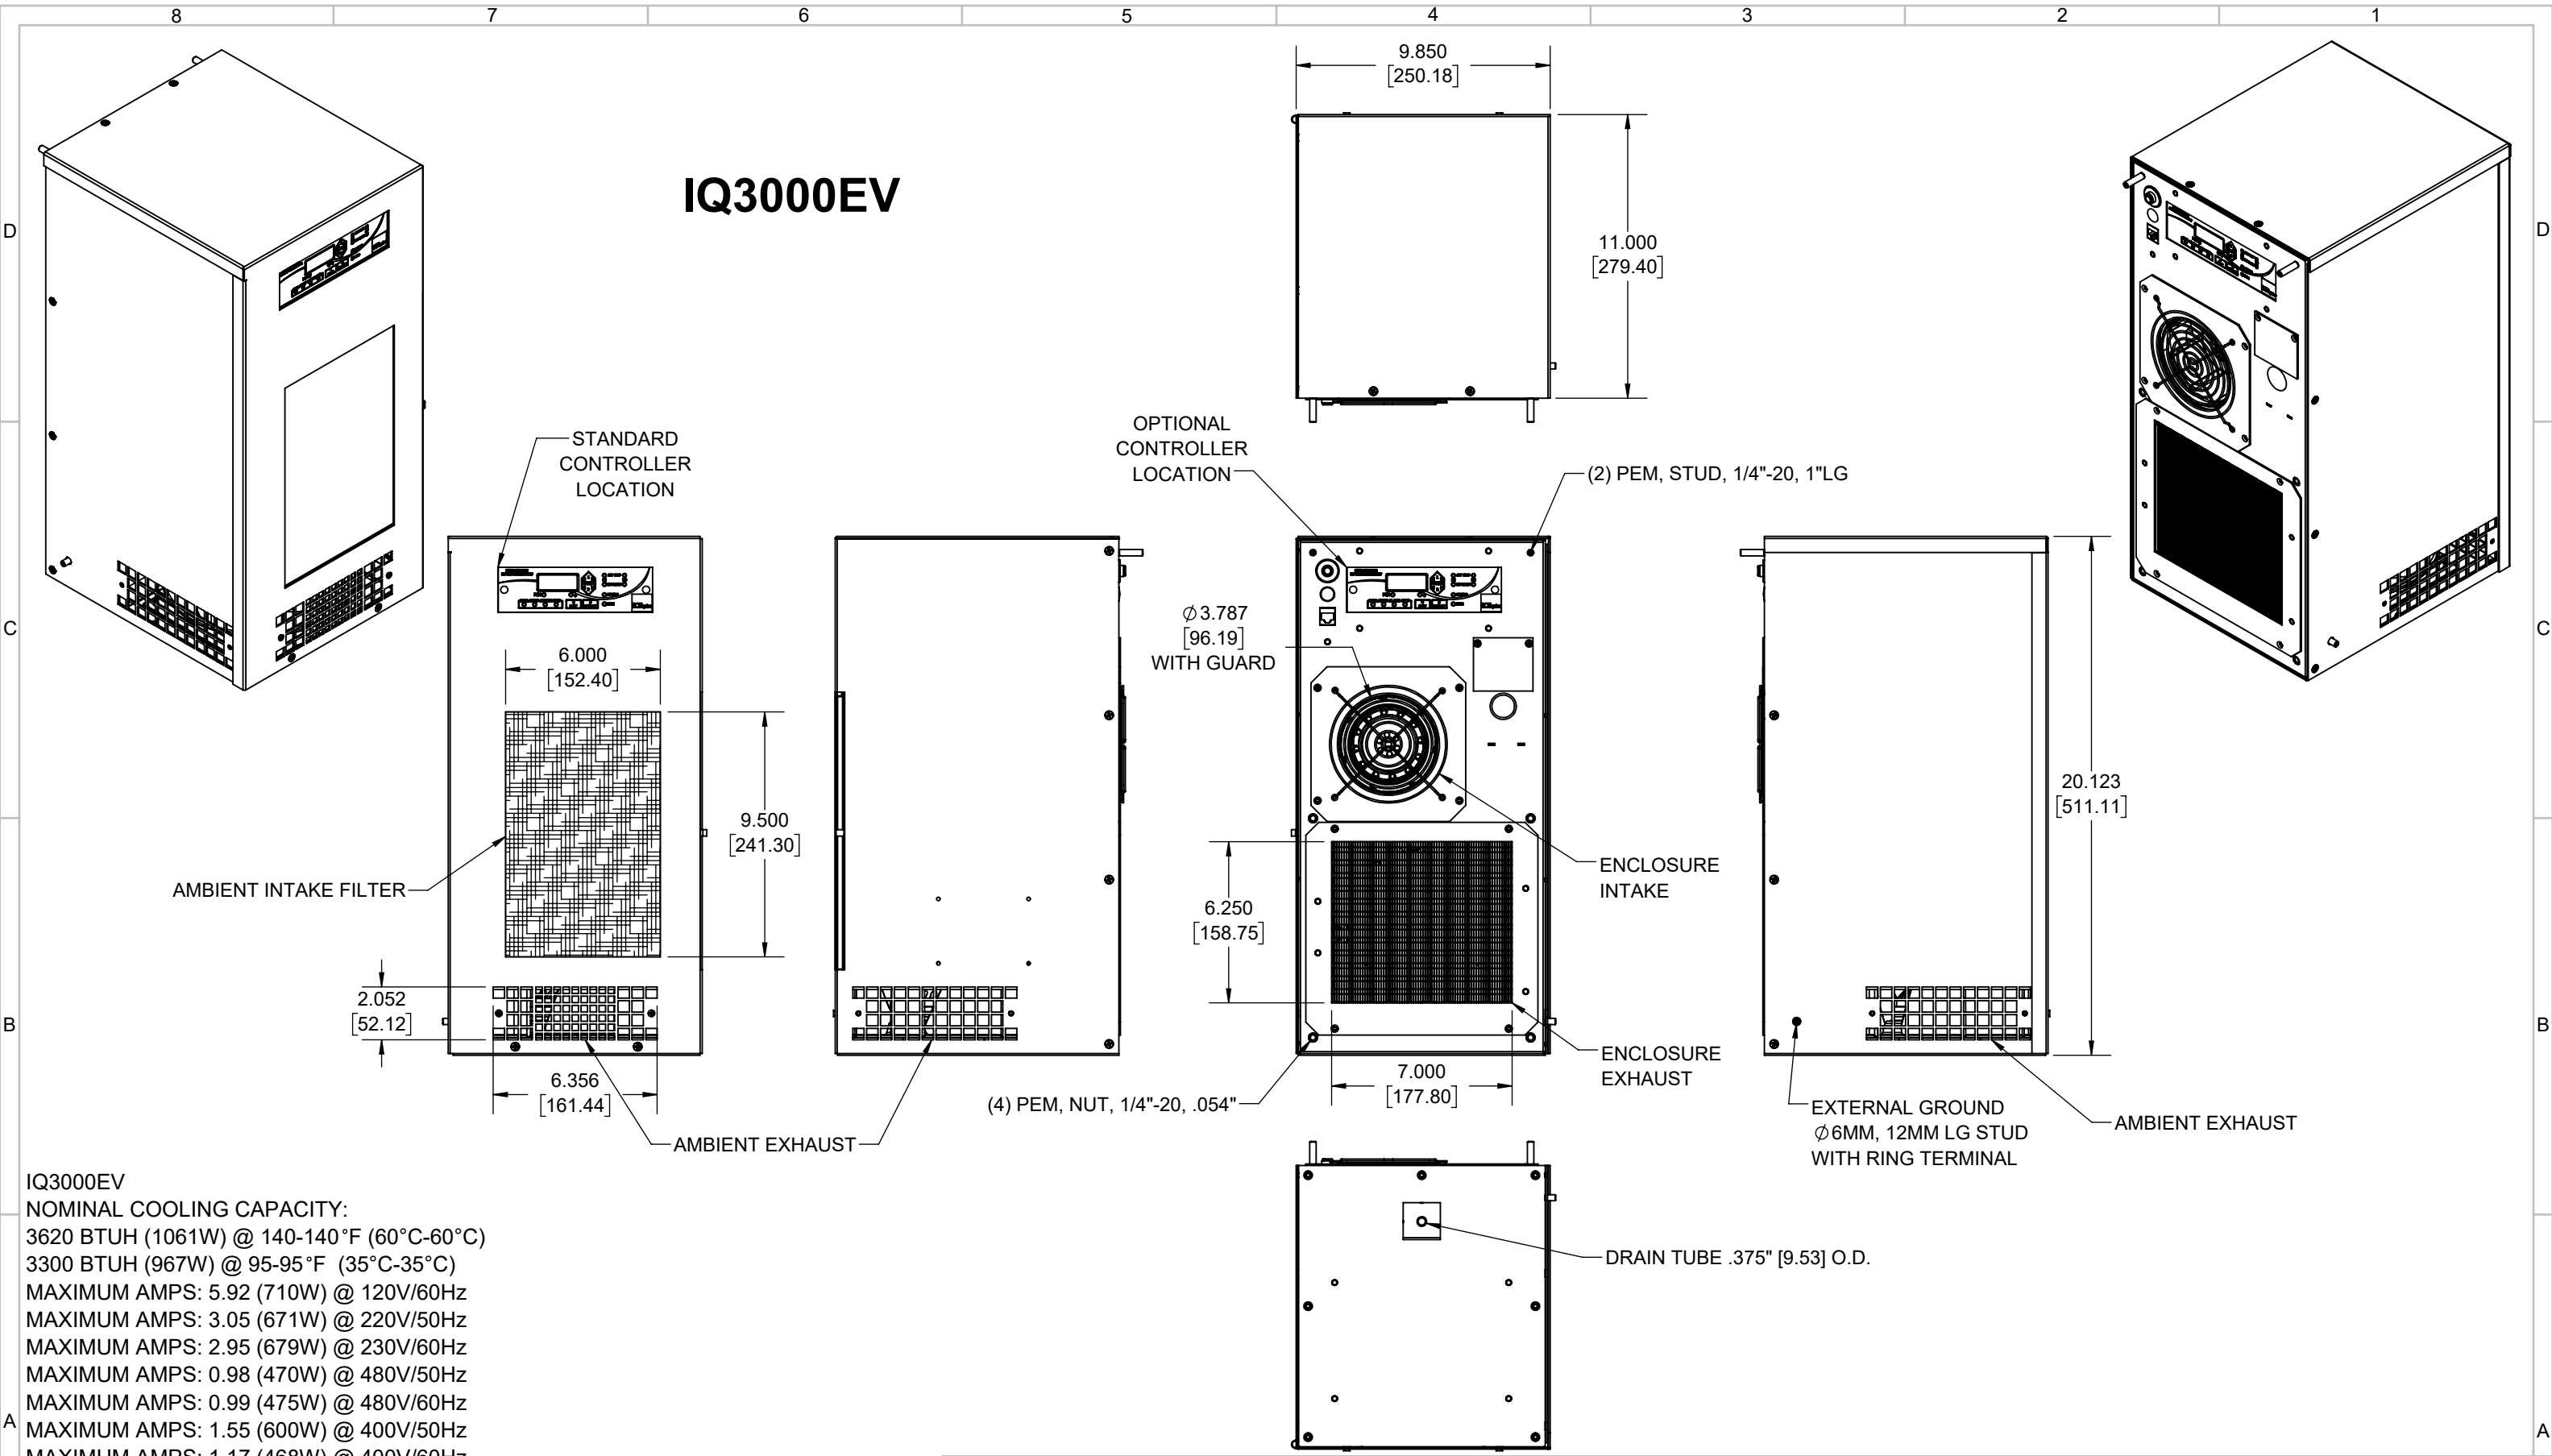 8 7 6 5 4 3 2 1
D
D
C
C
B
B
A
A
IQ3000EV
9.850
[250.18]
11.000
[279.40]
STANDARD
CONTROLLER
LOCATION
OPTIONAL
CONTROLLER
LOCATION
(2) PEM, STUD, 1/4"-20, 1"LG
6.000
[152.40]
9.500
[241.30]
AMBIENT INTAKE FILTER
2.052
[52.12]
6.356
[161.44]
AMBIENT EXHAUST
∅3.787
[96.19]
WITH GUARD
6.250
[158.75]
7.000
[177.80]
ENCLOSURE
INTAKE
ENCLOSURE
EXHAUST
(4) PEM, NUT, 1/4"-20, .054"
20.123
[511.11]
EXTERNAL GROUND
∅6MM, 12MM LG STUD
WITH RING TERMINAL
AMBIENT EXHAUST
DRAIN TUBE .375" [9.53] O.D.
IQ3000EV
NOMINAL COOLING CAPACITY:
3620 BTUH (1061W) @ 140-140°F (60°C-60°C)
3300 BTUH (967W) @ 95-95°F (35°C-35°C)
MAXIMUM AMPS: 5.92 (710W) @ 120V/60Hz
MAXIMUM AMPS: 3.05 (671W) @ 220V/50Hz
MAXIMUM AMPS: 2.95 (679W) @ 230V/60Hz
MAXIMUM AMPS: 0.98 (470W) @ 480V/50Hz
MAXIMUM AMPS: 0.99 (475W) @ 480V/60Hz
MAXIMUM AMPS: 1.55 (600W) @ 400V/50Hz
MAXIMUM AMPS: 1.17 (468W) @ 400V/60Hz